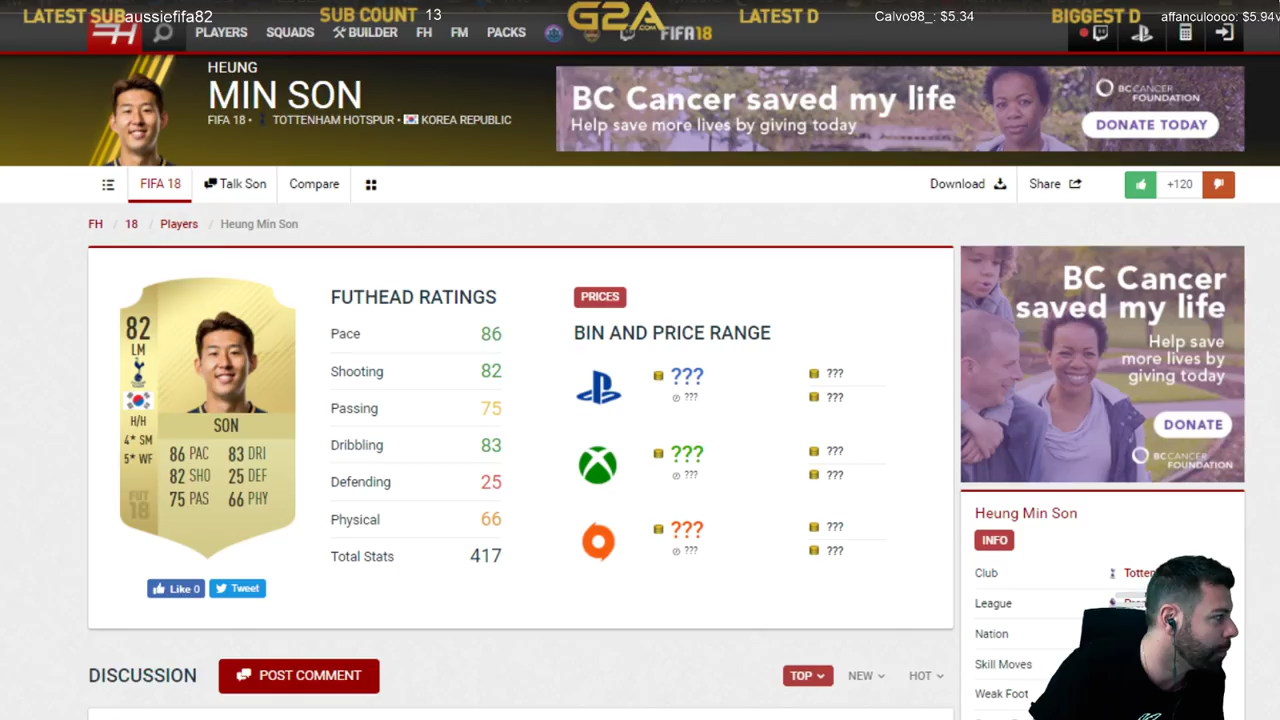 LATEST SUB aussiefifa82 SUB COUNT 13 G2A .COM LATEST D Calvo98_: $5.34 BIGGEST D affanculoooo: $5.94
PLAYERS SQUADS BUILDER FH FM PACKS FIFA18
HEUNG
MIN SON
FIFA 18 • TOTTENHAM HOTSPUR • KOREA REPUBLIC
BC Cancer saved my life
Help save more lives by giving today
BC CANCER
FOUNDATION
DONATE TODAY
FIFA 18 Talk Son Compare Download Share +120
FH / 18 / Players / Heung Min Son
82
LM
H/H
4* SM
5* WF
FUT
18
SON
86 PAC 83 DRI
82 SHO 25 DEF
75 PAS 66 PHY
Like 0 Tweet
FUTHEAD RATINGS
Pace 86
Shooting 82
Passing 75
Dribbling 83
Defending 25
Physical 66
Total Stats 417
PRICES
BIN AND PRICE RANGE
??? ???
??? ???
??? ???
??? ???
??? ???
??? ???
BC Cancer
saved my life
Help save
more lives by
giving today
DONATE
BC CANCER
FOUNDATION
Heung Min Son
INFO
Club
League
Nation
Skill Moves
Weak Foot
DISCUSSION POST COMMENT TOP NEW HOT